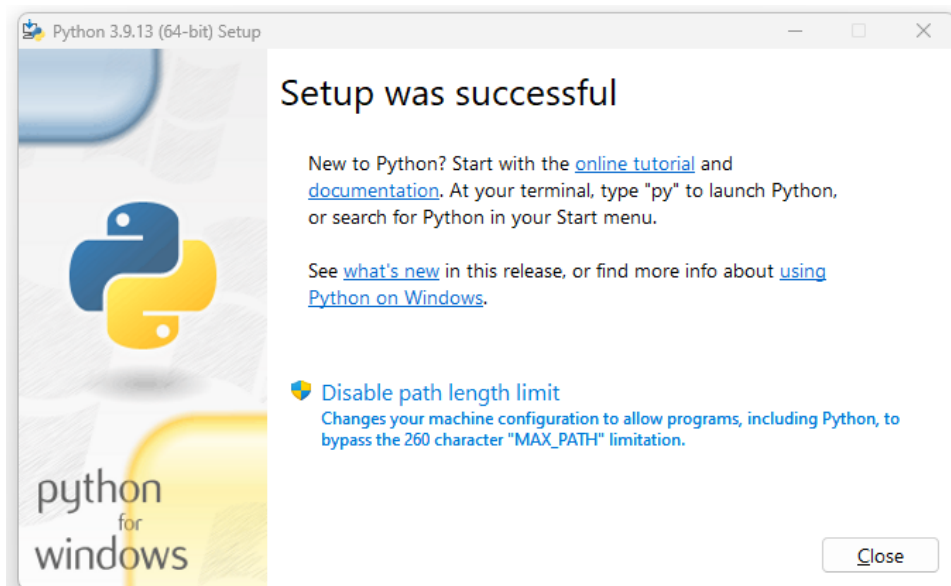 Python 3.9.13 (64-bit) Setup
Setup was successful
New to Python? Start with the online tutorial and
documentation. At your terminal, type "py" to launch Python,
or search for Python in your Start menu.
See what's new in this release, or find more info about using
Python on Windows.
Disable path length limit
Changes your machine configuration to allow programs, including Python, to
bypass the 260 character "MAX_PATH" limitation.
python
for
windows
Close